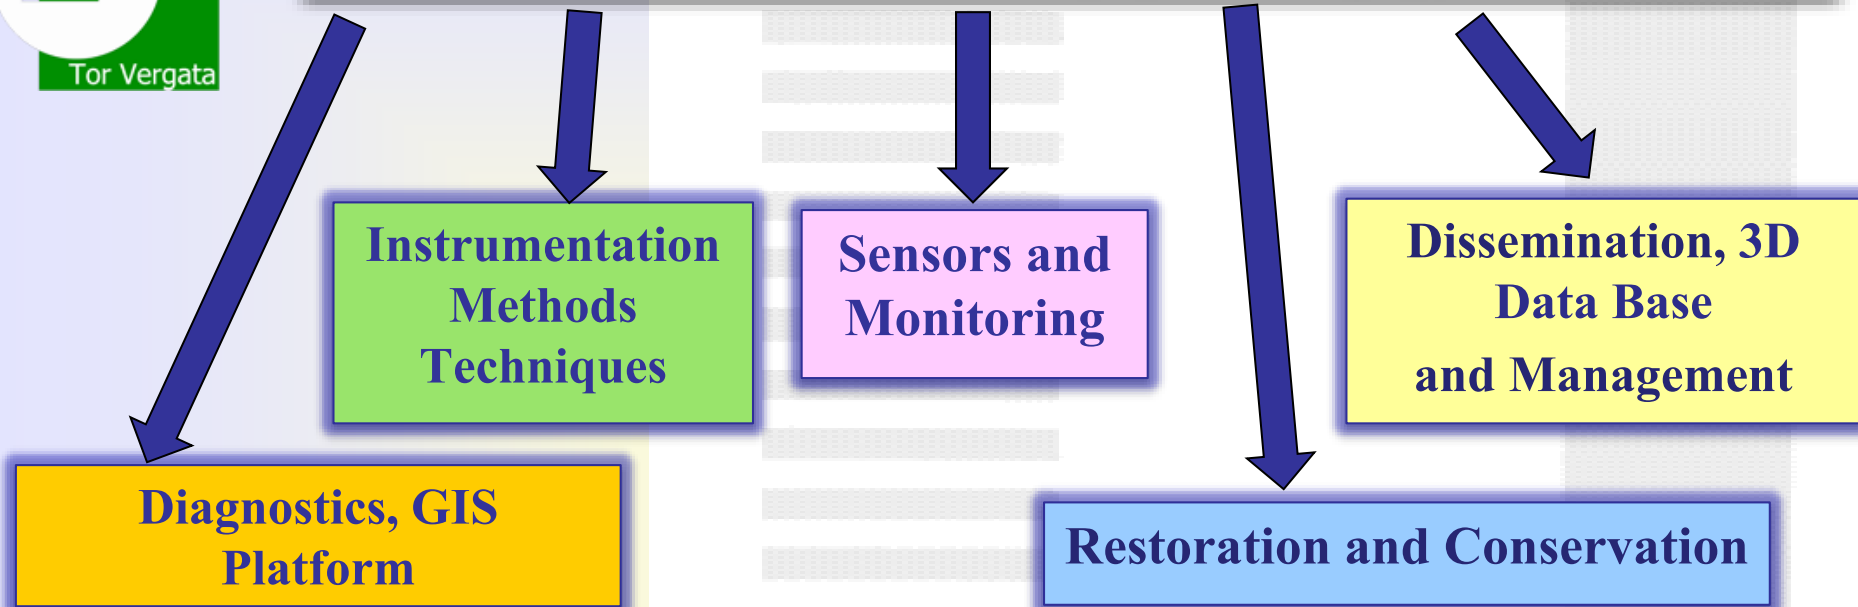 Tor Vergata
Instrumentation
Methods
Techniques
Sensors and
Monitoring
Dissemination, 3D
Data Base
and Management
Diagnostics, GIS
Platform
Restoration and Conservation